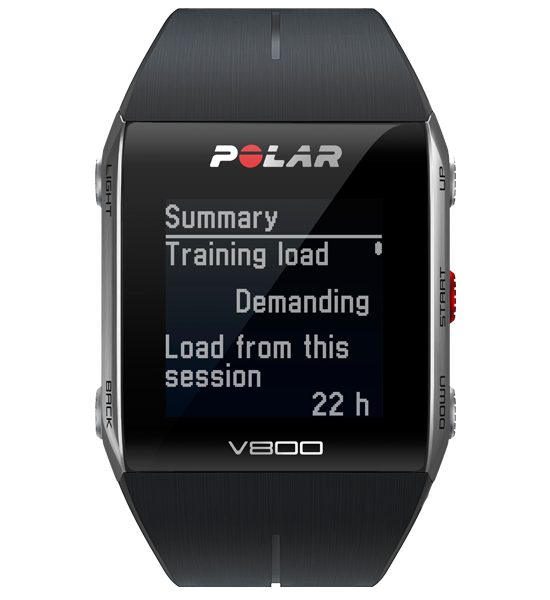 POLAR
LIGHT
UP
Summary
Training load
Demanding
START
Load from this
session
22 h
BACK
DOWN
V800